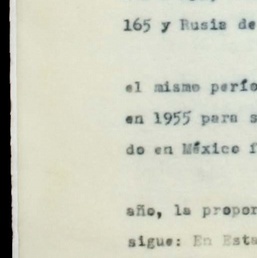 165 y Rusia de
el mismo perío
en 1955 para s
do en México f
año, la propor
sigue: En Esta